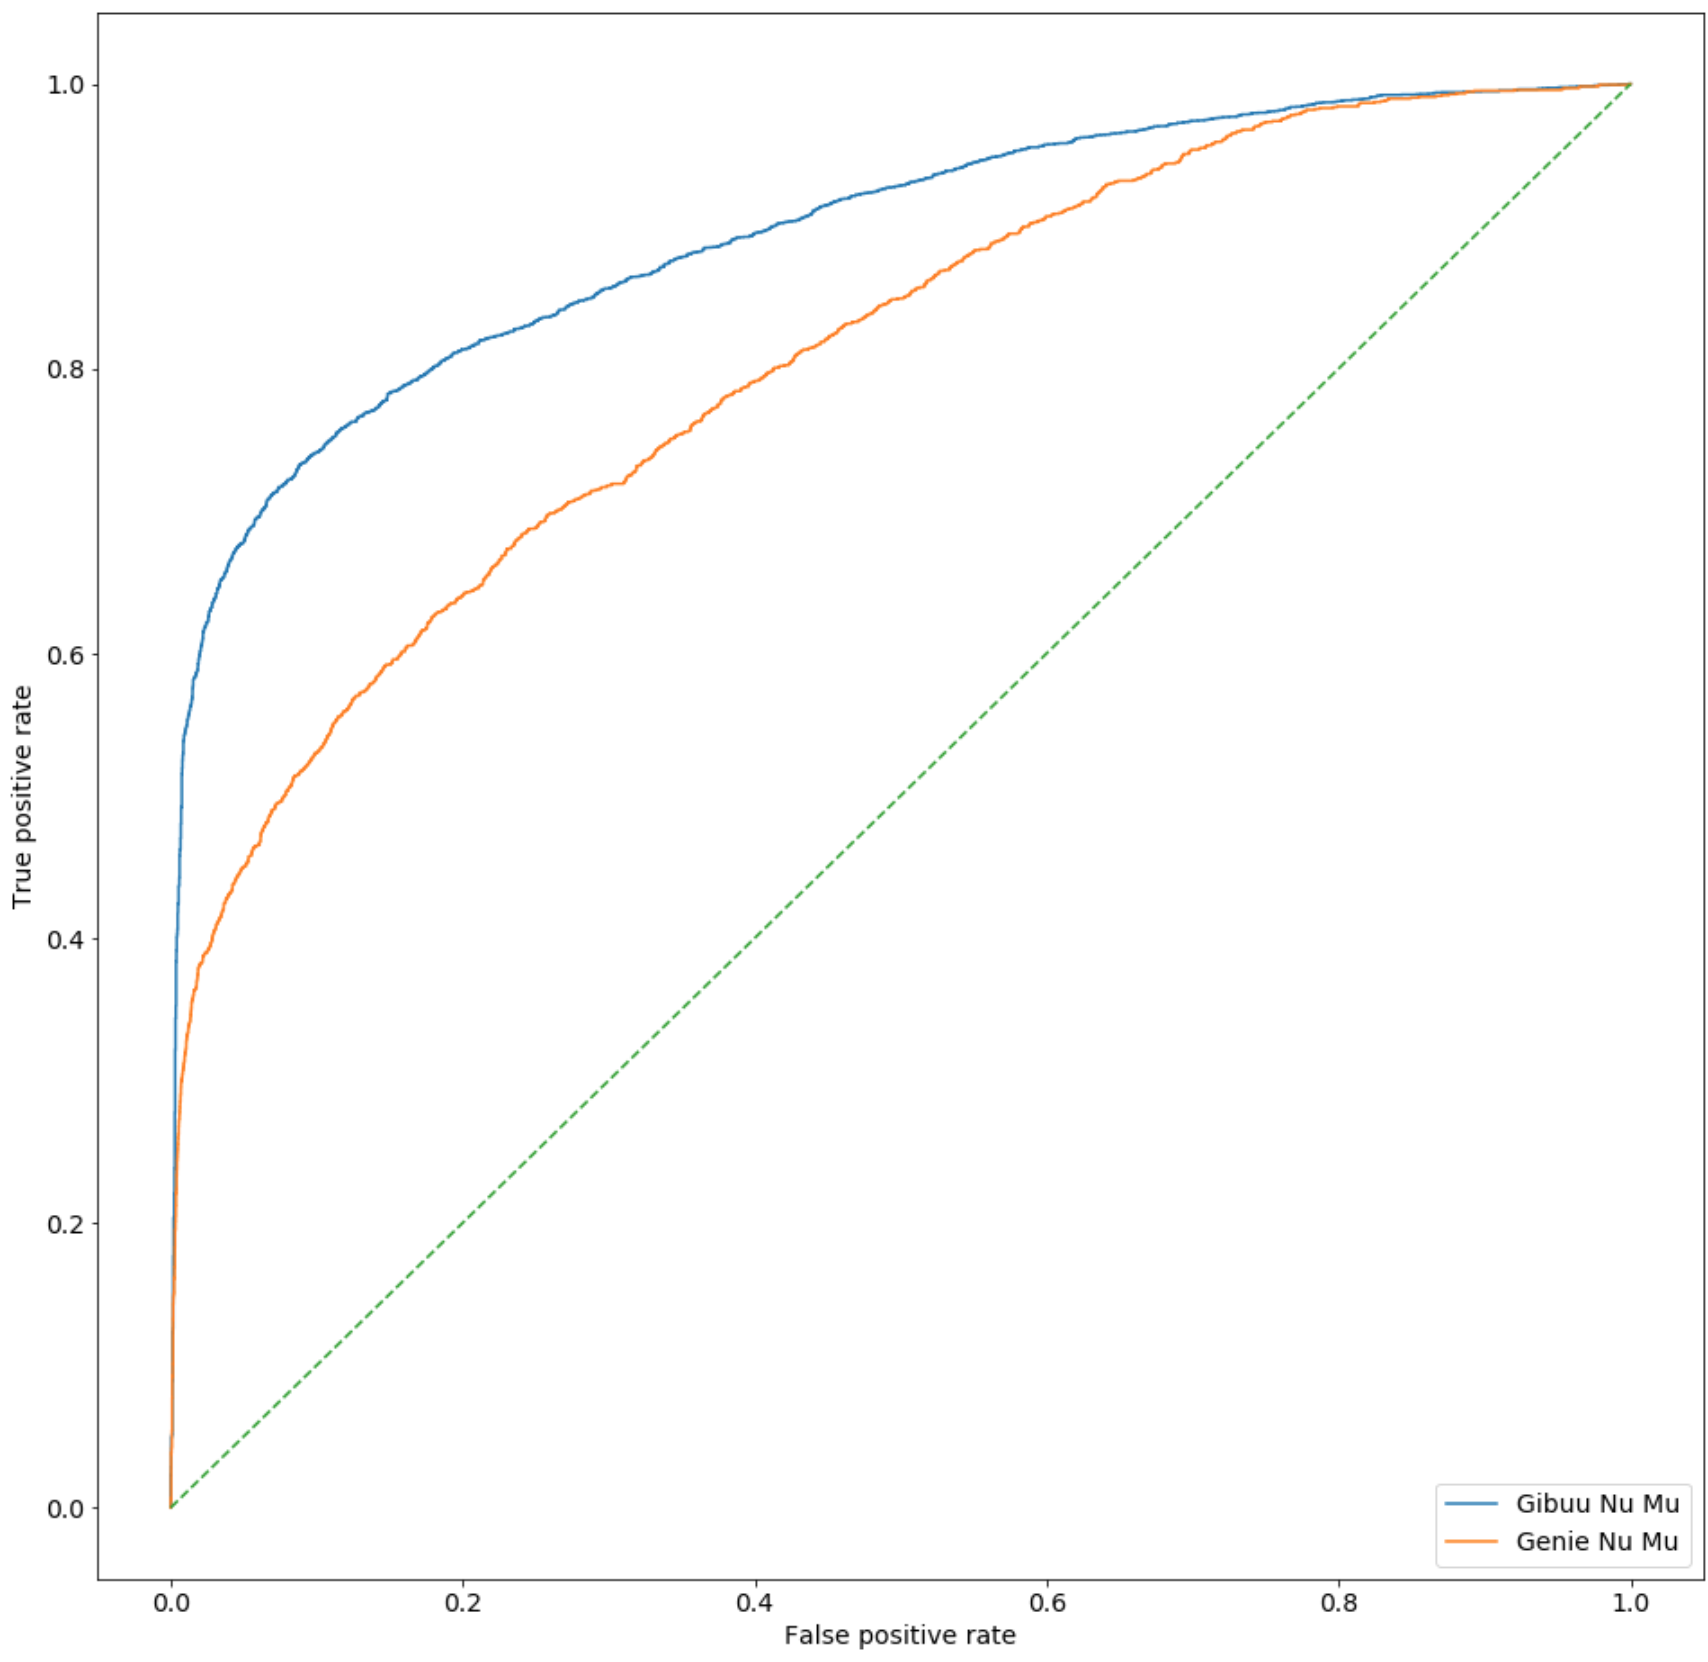 1.0
0.8
0.6
0.4
0.2
0.0
True positive rate
0.0 0.2 0.4 0.6 0.8 1.0
False positive rate
Gibuu Nu Mu
Genie Nu Mu